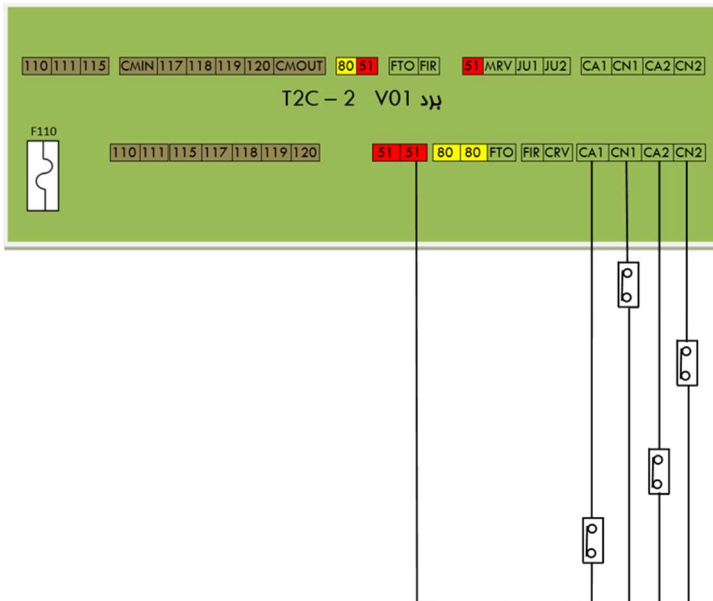 110 111 115 CMIN 117 118 119 120 CMOUT 80 51 FTO FIR 51 MRV JU1 JU2 CA1 CN1 CA2 CN2
برد T2C – 2 V01
F110
110 111 115 117 118 119 120 51 51 80 80 FTO FIR CRV CA1 CN1 CA2 CN2